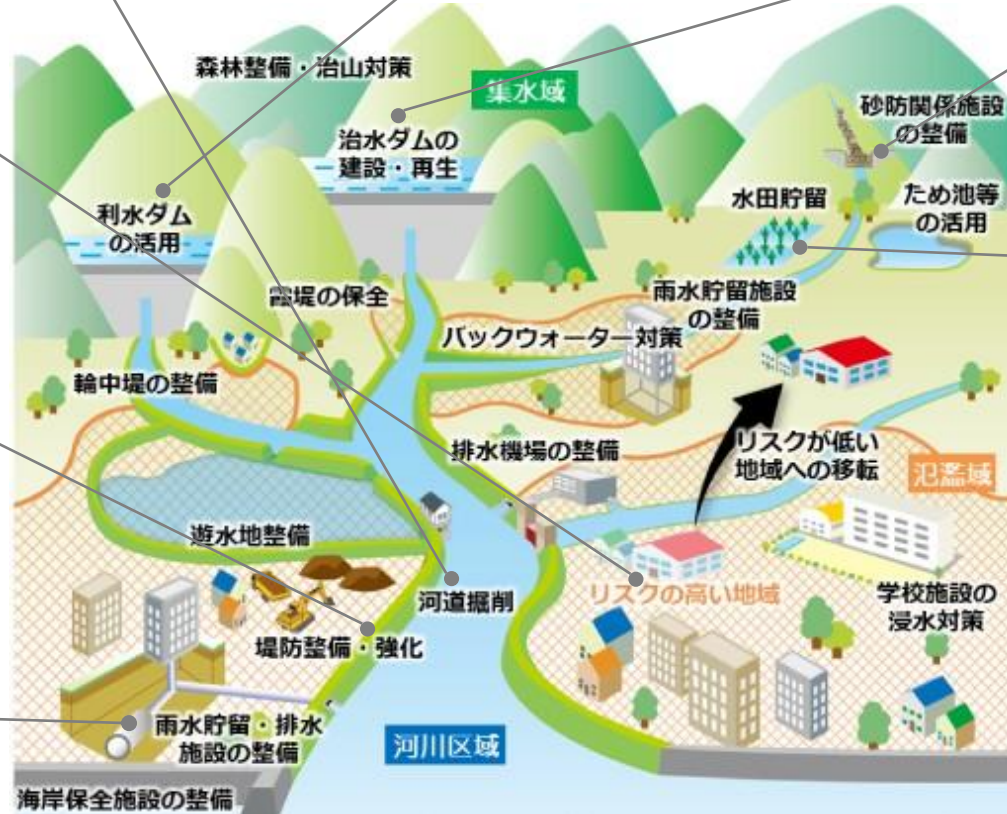 森林整備・治山対策
集水域
治水ダムの
建設・再生
砂防関係施設
の整備
利水ダム
の活用
水田貯留
ため池等
の活用
霞堤の保全
雨水貯留施設
の整備
バックウォーター対策
輪中堤の整備
排水機場の整備
リスクが低い
地域への移転
氾濫域
遊水地整備
河道掘削
リスクの高い地域
学校施設の
浸水対策
堤防整備・強化
雨水貯留・排水
施設の整備
河川区域
海岸保全施設の整備